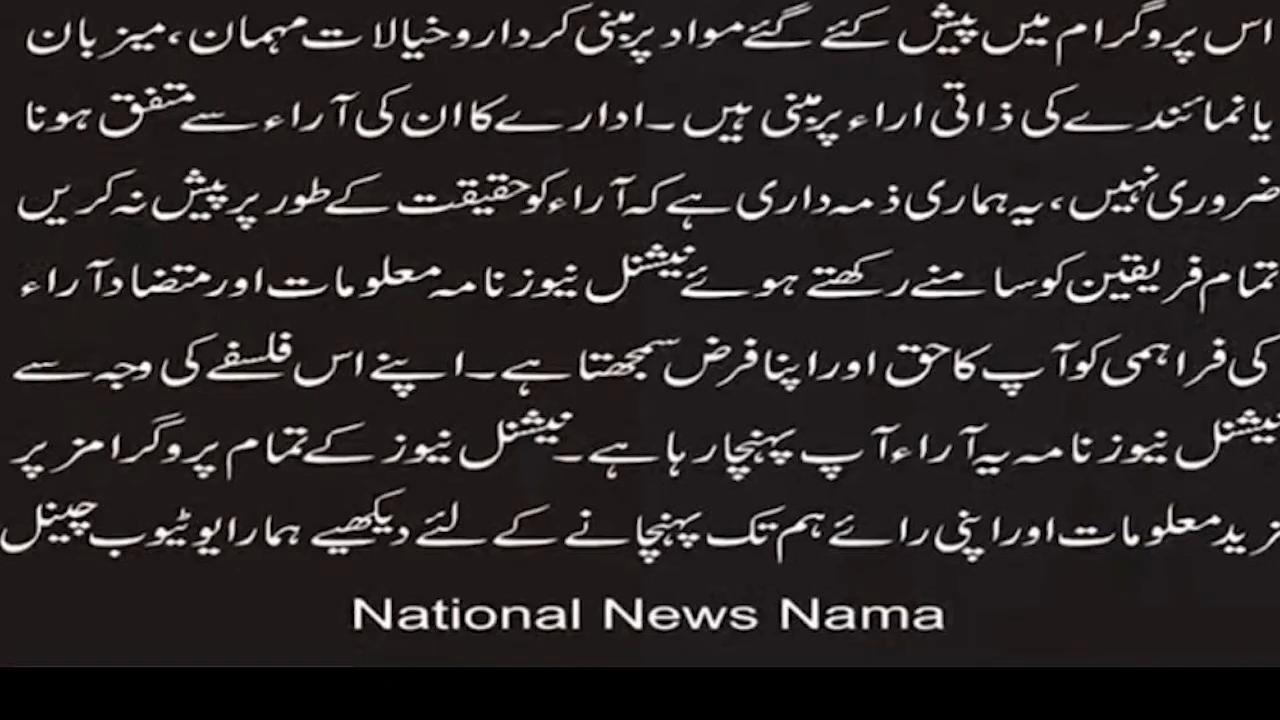 اس پروگرام میں پیش کئے گئے مواد پر مبنی کردار و خیالات مہمان، میزبان
یا نمائندے کی ذاتی اراء پر مبنی ہیں۔ ادارے کا ان کی آراء سے متفق ہونا
ضروری نہیں، یہ ہماری ذمہ داری ہے کہ آراء کو حقیقت کے طور پر پیش نہ کریں
تمام فریقین کو سامنے رکھتے ہوئے نیشنل نیوز نامہ معلومات اور متضاد آراء
کی فراہمی کو آپ کا حق اور اپنا فرض سمجھتا ہے۔ اپنے اس فلسفے کی وجہ سے
نیشنل نیوز نامہ یہ آراء آپ پہنچا رہا ہے۔ نیشنل نیوز کے تمام پروگرامز پر
مزید معلومات اور اپنی رائے ہم تک پہنچانے کے لئے دیکھیے ہمارا یو ٹیوب چینل
National News Nama